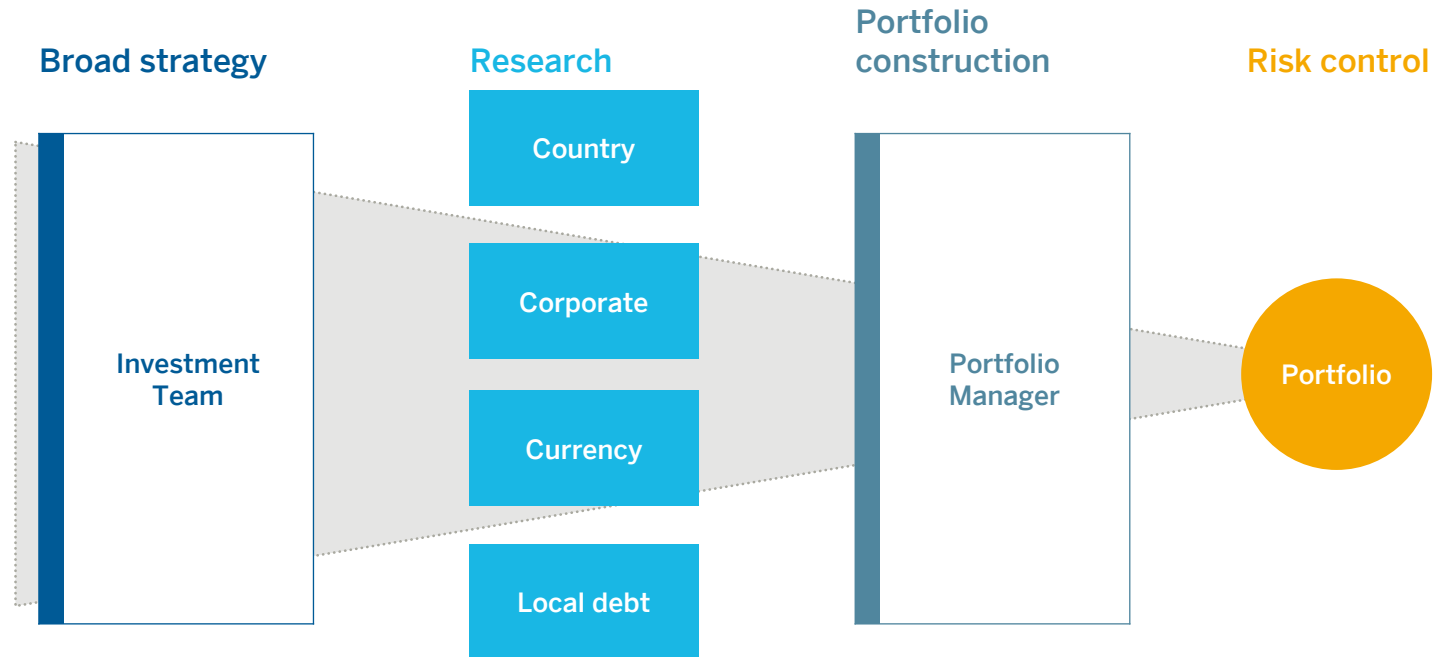 Broad strategy
Research
Portfolio
construction
Risk control
Investment
Team
Country
Corporate
Currency
Local debt
Portfolio
Manager
Portfolio